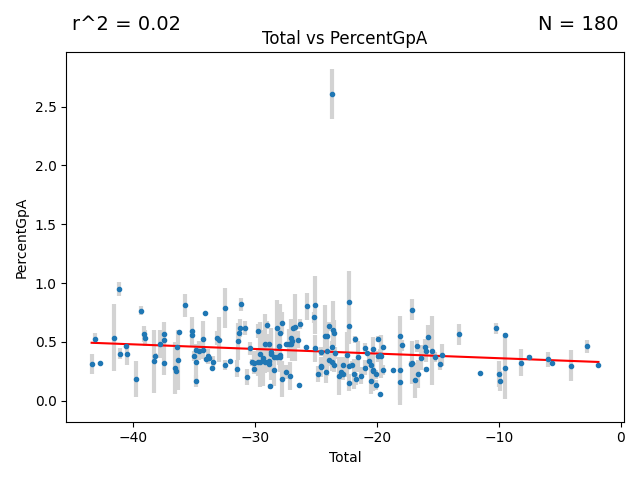 r^2 = 0.02
N = 180
Total vs PercentGpA
2.5
2.0
1.5
1.0
0.5
0.0
PercentGpA
−40
−30
−20
−10
0
Total